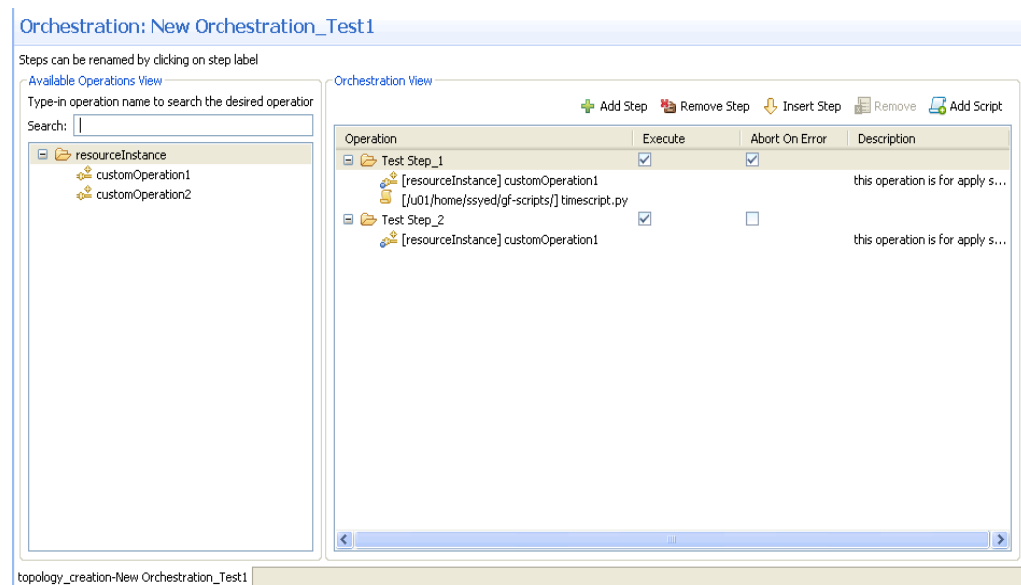 Orchestration: New Orchestration_Test1
Steps can be renamed by clicking on step label
Available Operations View
Type-in operation name to search the desired operatior
Search:
resourceInstance
customOperation1
customOperation2
Orchestration View
Add Step Remove Step Insert Step Remove Add Script
Operation Execute Abort On Error Description
Test Step_1
[resourceInstance] customOperation1 this operation is for apply s...
[/u01/home/ssyed/gf-scripts/] timescript.py
Test Step_2
[resourceInstance] customOperation1 this operation is for apply s...
topology_creation-New Orchestration_Test1